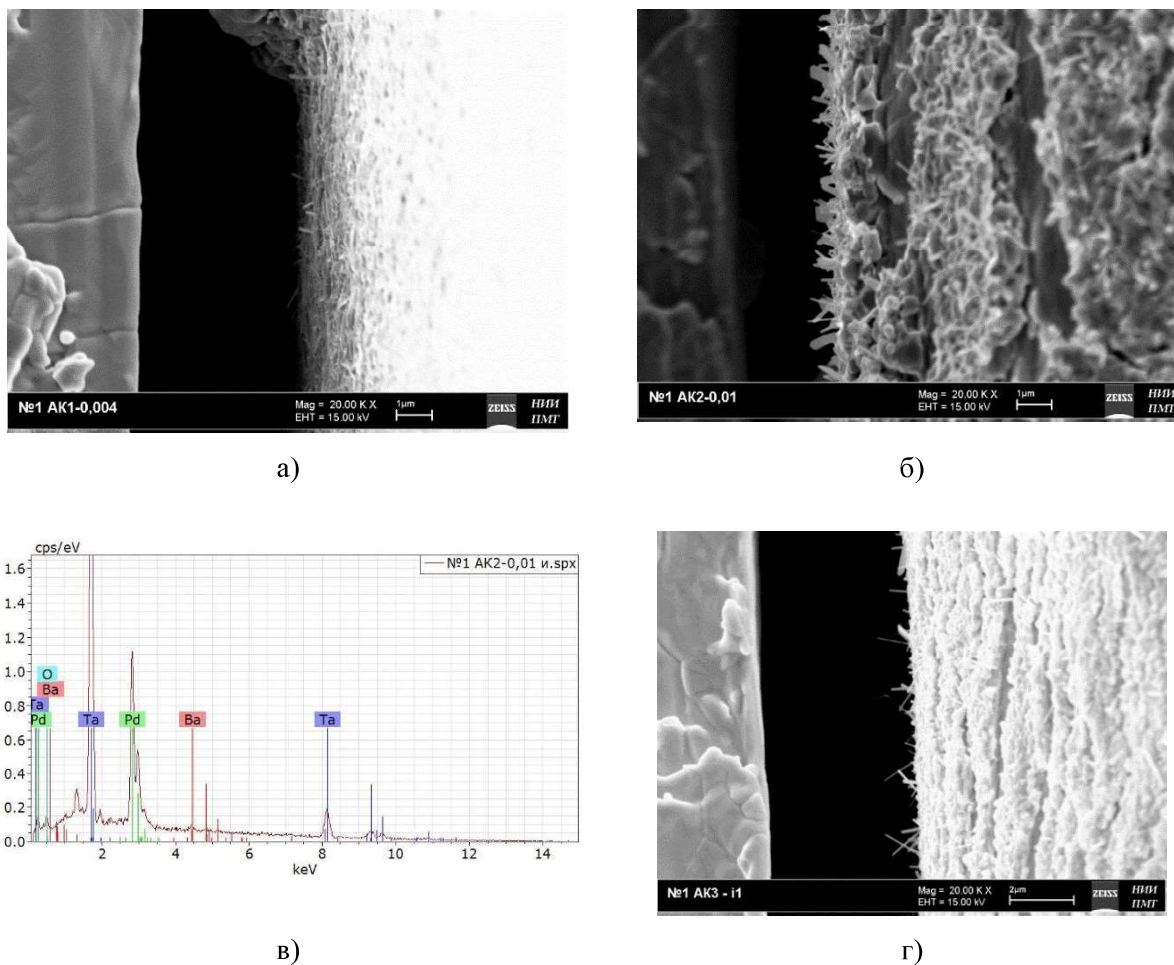 №1 АК1-0,004
Mag = 20.00 K X
EHT = 15.00 kV
1µm
ZEISS
НИИ
ПМТ
а)
№1 АК2-0,01
Mag = 20.00 K X
EHT = 15.00 kV
1µm
ZEISS
НИИ
ПМТ
б)
cps/eV
№1 АК2-0,01 и.spx
1.6
1.4
1.2
1.0
0.8
0.6
0.4
0.2
0.0
O
Ba
Ta
Pd
Ta
Pd
Ba
Ta
2 4 6 8 10 12 14
keV
в)
№1 АК3 - i1
Mag = 20.00 K X
EHT = 15.00 kV
2µm
ZEISS
НИИ
ПМТ
г)